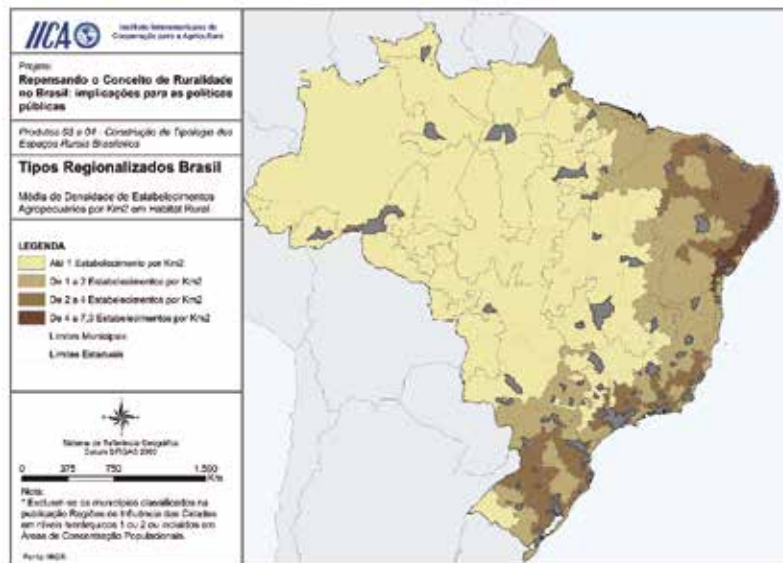 IICA
Instituto Interamericano de
Cooperação para a Agricultura
Projeto:
Repensando o Conceito de Ruralidade
no Brasil: implicações para as políticas
públicas
Produtos 03 e 04 - Construção de Tipologia dos
Espaços Rurais Brasileiros
Tipos Regionalizados Brasil
Média de Densidade de Estabelecimentos
Agropecuários por Km2 em Habitat Rural
LEGENDA
Até 1 Estabelecimento por Km2
De 1 a 2 Estabelecimentos por Km2
De 2 a 4 Estabelecimentos por Km2
De 4 a 7,3 Estabelecimentos por Km2
Limites Municipais
Limites Estaduais
Sistema de Referência Geográfica
Datum SIRGAS 2000
0 375 750 1.500
Km
Nota:
* Excluem-se os municípios classificados na
publicação Regiões de Influência das Cidades
em níveis hierárquicos 1 ou 2 ou incluídos em
Áreas de Concentração Populacionais.
Fonte: IBGE